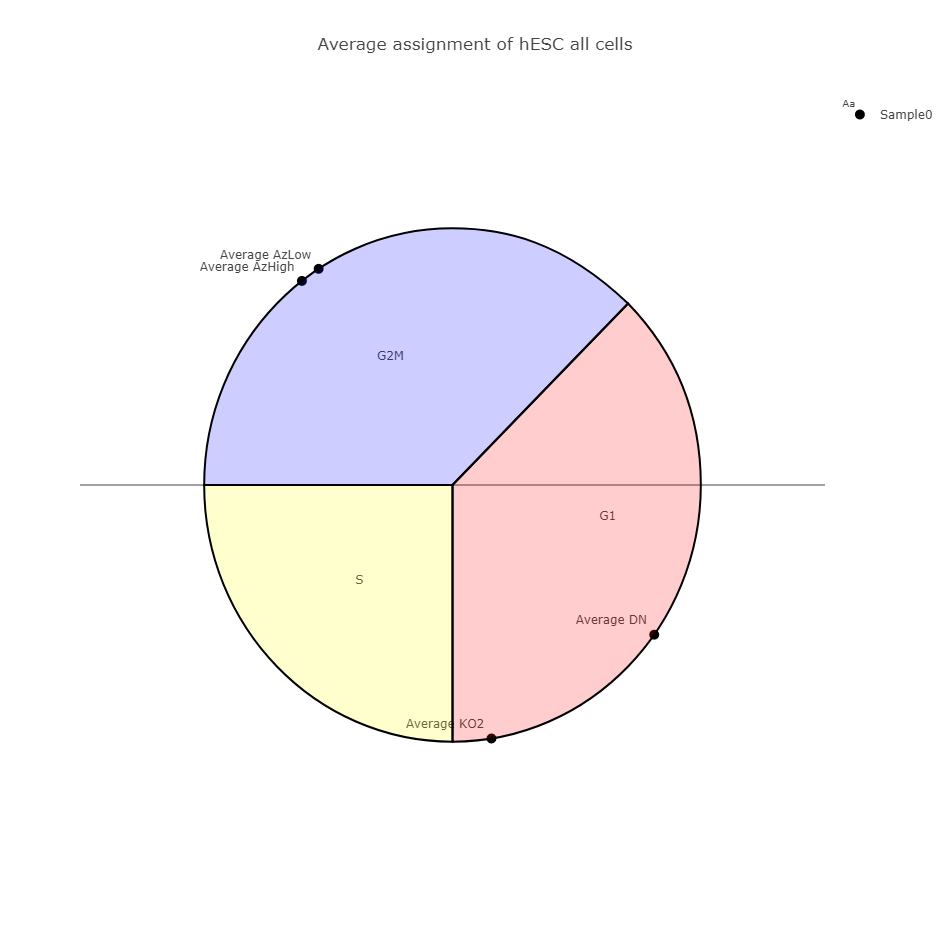 Average assignment of hESC all cells
Aa
Sample0
Average AzLow
Average AzHigh
G2M
G1
S
Average DN
Average KO2